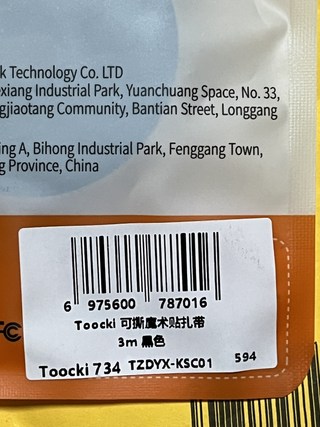 k Technology Co. LTD
exiang Industrial Park, Yuanchuang Space, No. 33,
gjiaotang Community, Bantian Street, Longgang
ing A, Bihong Industrial Park, Fenggang Town,
g Province, China
FC
6 975600 787016
Toocki 可撕魔术贴扎带
3m 黑色
Toocki 734 TZDYX-KSC01 594